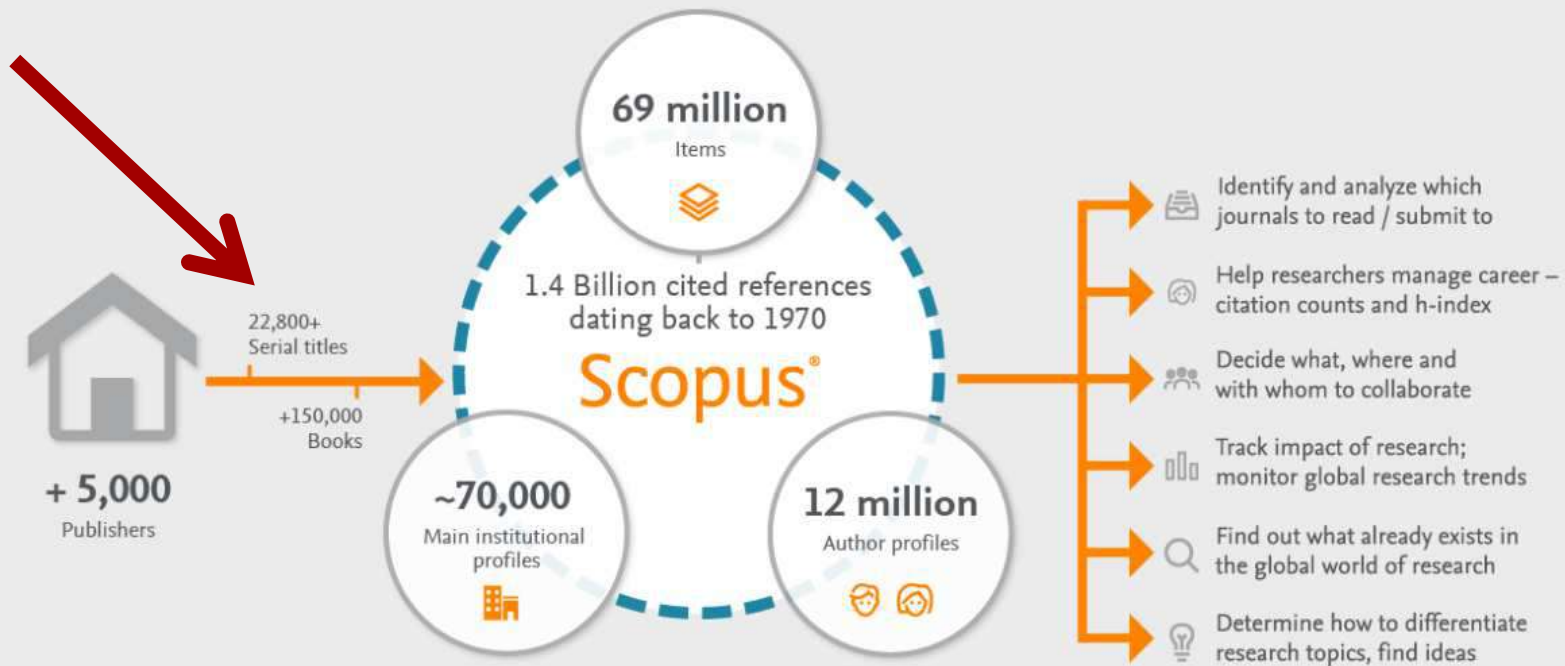 69 million
Items
1.4 Billion cited references
dating back to 1970
Scopus®
22,800+
Serial titles
+150,000
Books
+ 5,000
Publishers
~70,000
Main institutional
profiles
12 million
Author profiles
Identify and analyze which
journals to read / submit to
Help researchers manage career –
citation counts and h-index
Decide what, where and
with whom to collaborate
Track impact of research;
monitor global research trends
Find out what already exists in
the global world of research
Determine how to differentiate
research topics, find ideas